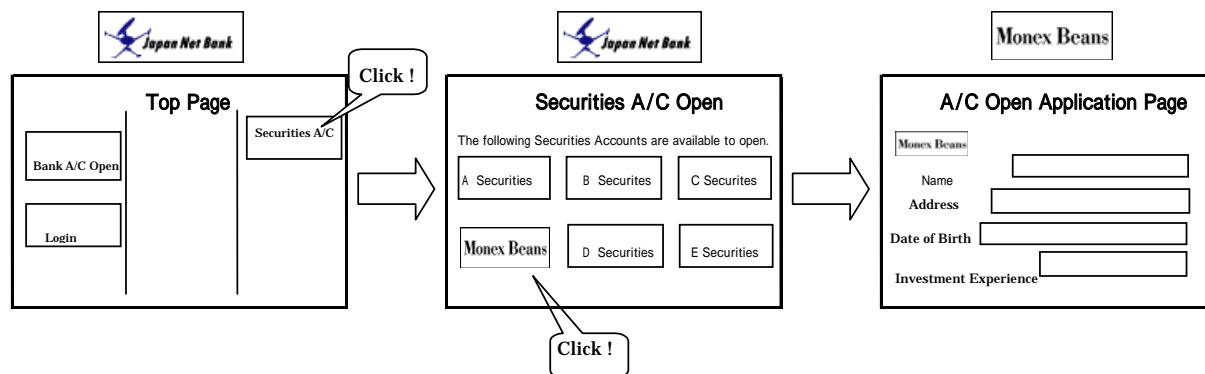 Japan Net Bank
Click !
Top Page
Securities A/C
Bank A/C Open
Login
Japan Net Bank
Securities A/C Open
The following Securities Accounts are available to open.
A Securities B Securites C Securites
Monex Beans D Securities E Securities
Click !
Monex Beans
A/C Open Application Page
Monex Beans
Name
Address
Date of Birth
Investment Experience